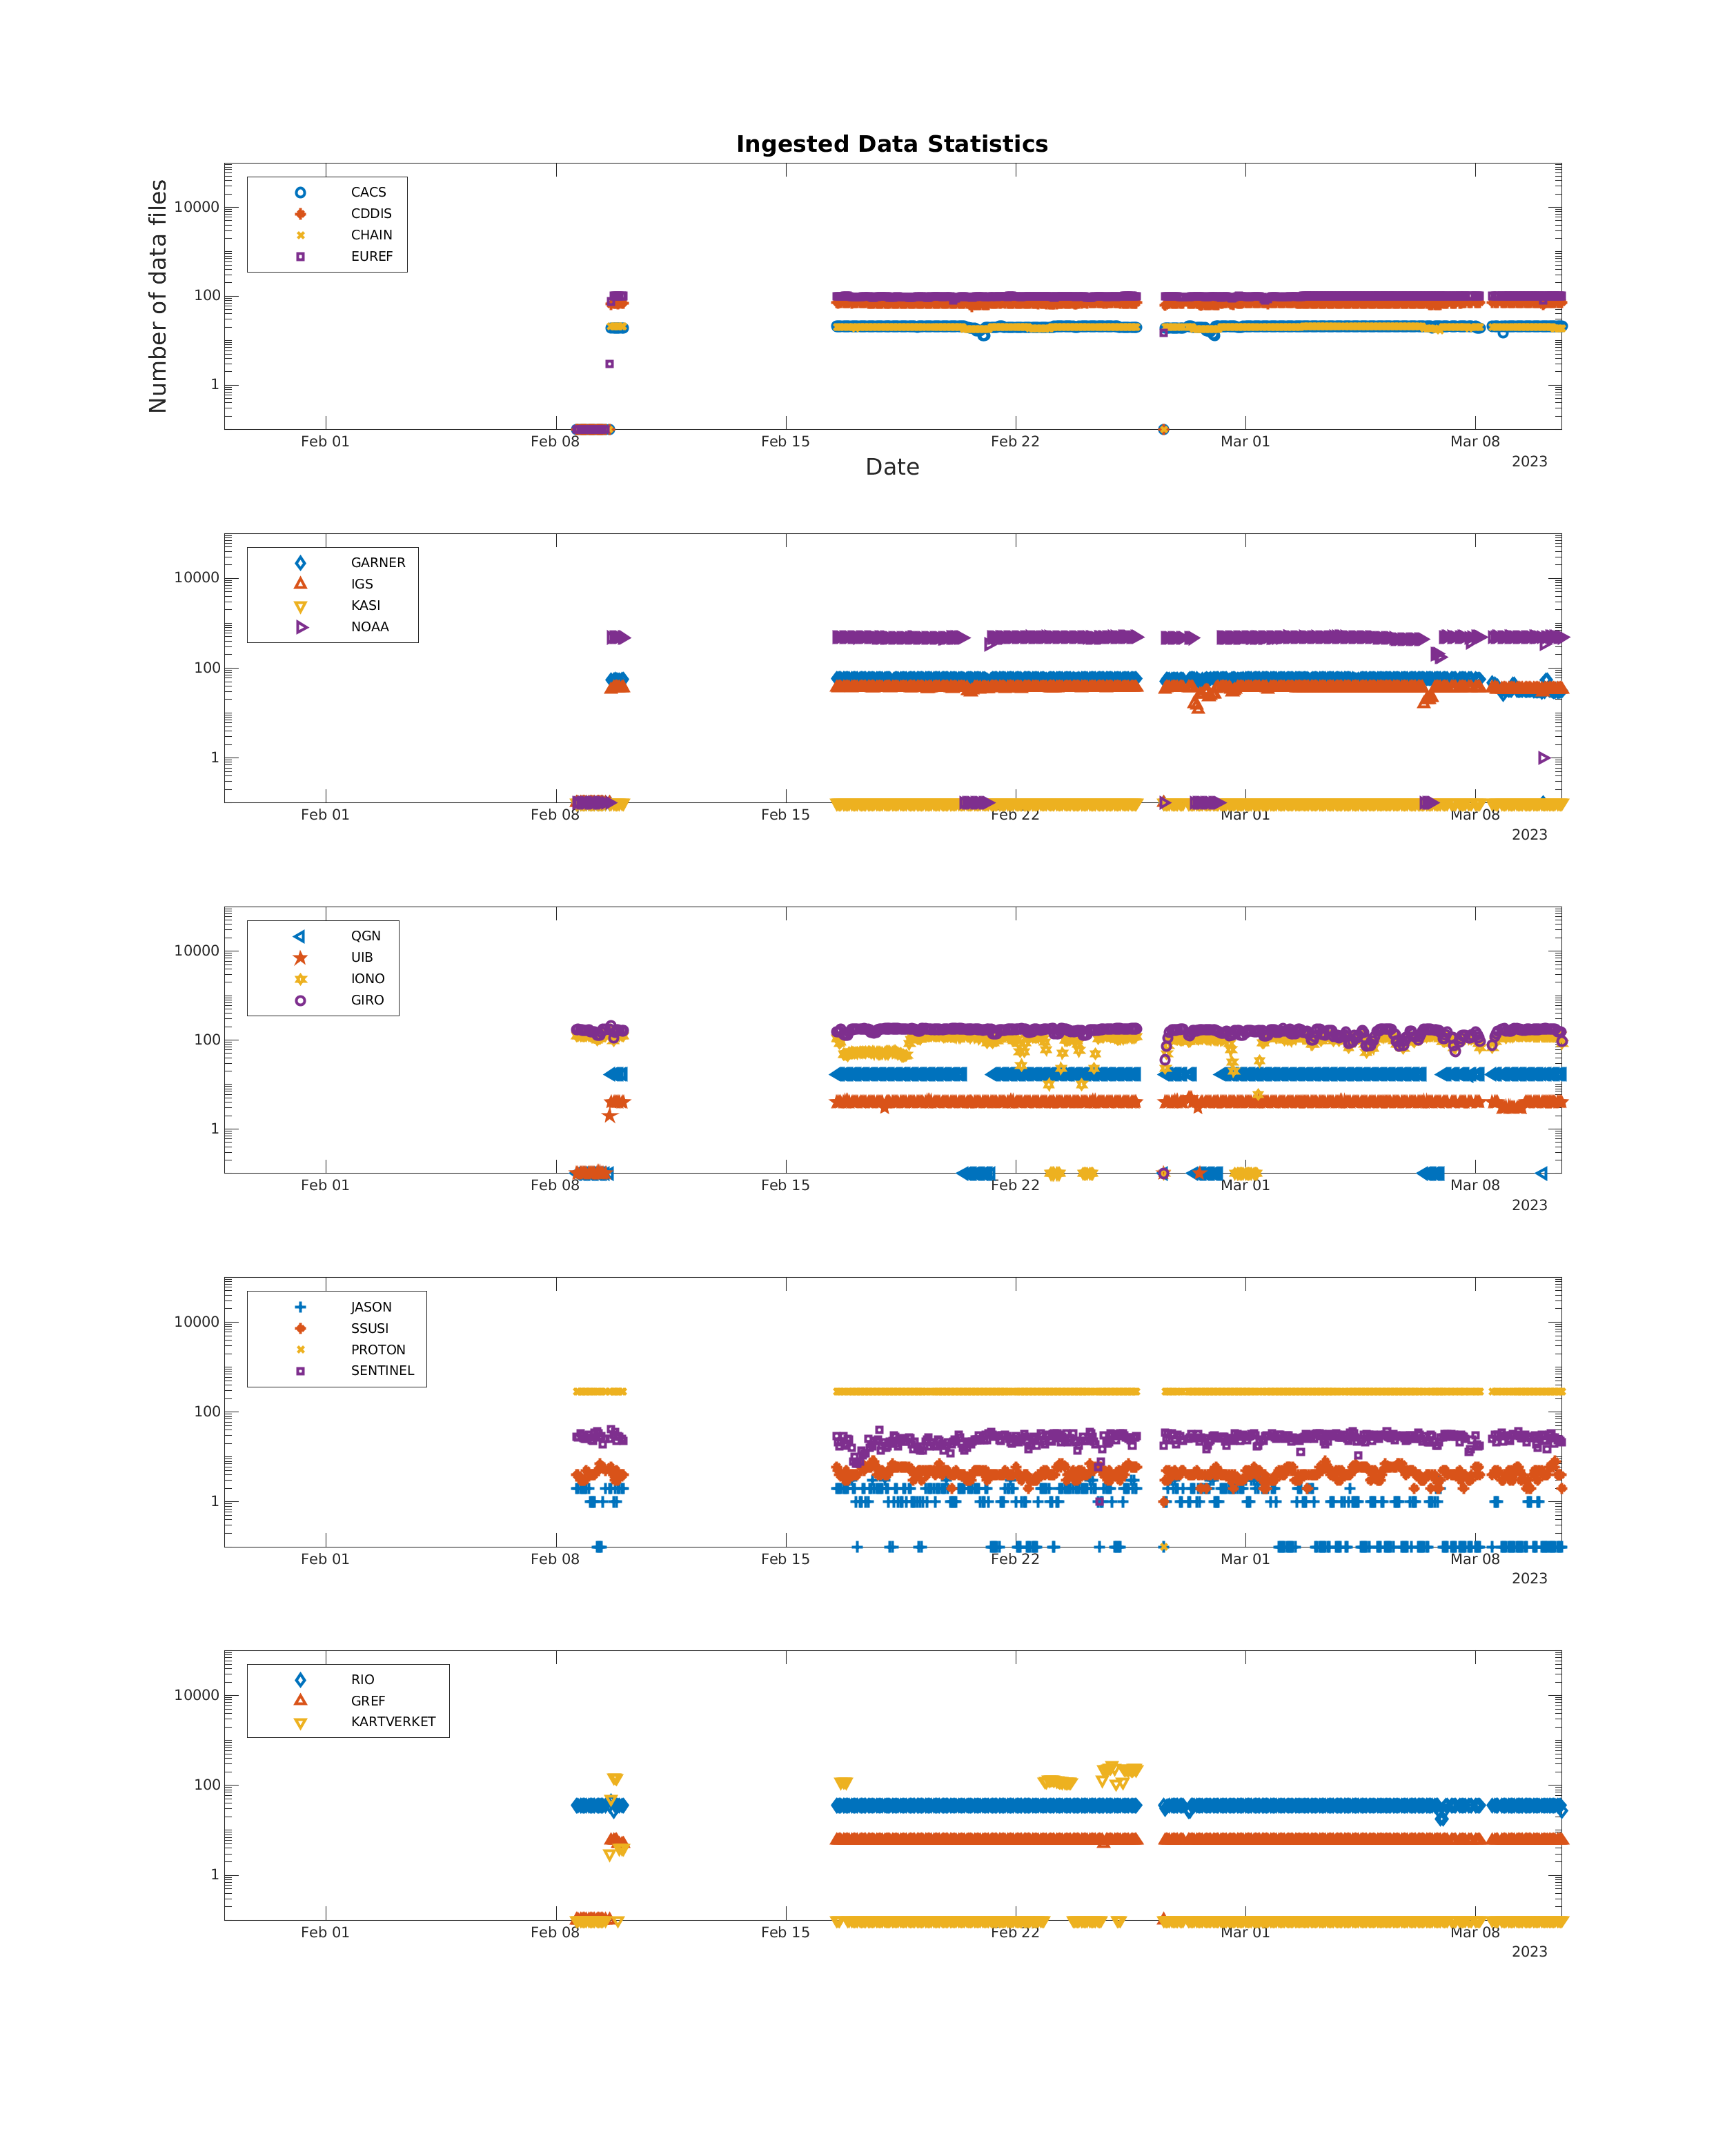 Ingested Data Statistics
Number of data files
10000
100
1
CACS
CDDIS
CHAIN
EUREF
Feb 01 Feb 08 Feb 15 Feb 22 Mar 01 Mar 08
2023
Date
10000
100
1
GARNER
IGS
KASI
NOAA
Feb 01 Feb 08 Feb 15 Feb 22 Mar 01 Mar 08
2023
10000
100
1
QGN
UIB
IONO
GIRO
Feb 01 Feb 08 Feb 15 Feb 22 Mar 01 Mar 08
2023
10000
100
1
JASON
SSUSI
PROTON
SENTINEL
Feb 01 Feb 08 Feb 15 Feb 22 Mar 01 Mar 08
2023
10000
100
1
RIO
GREF
KARTVERKET
Feb 01 Feb 08 Feb 15 Feb 22 Mar 01 Mar 08
2023